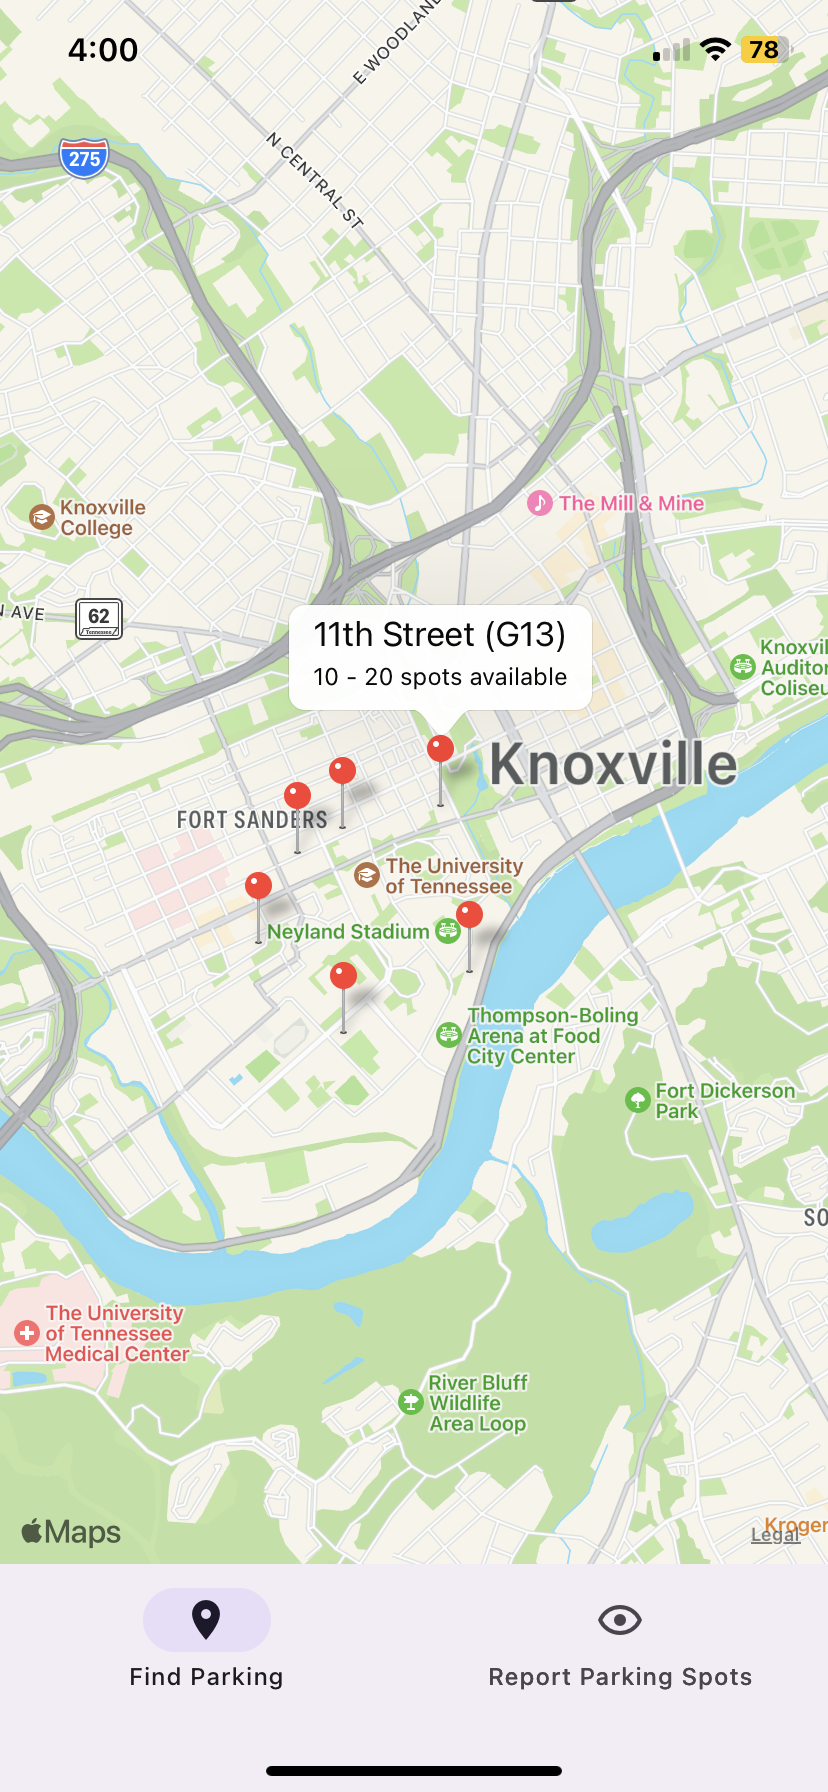 4:00
78
E WOODLAND
275
N CENTRAL ST
Knoxville
College
The Mill & Mine
62
Tennessee
AVE
11th Street (G13)
10 - 20 spots available
Knoxvil
Auditor
Coliseu
Knoxville
FORT SANDERS
The University
of Tennessee
Neyland Stadium
Thompson-Boling
Arena at Food
City Center
Fort Dickerson
Park
SO
The University
of Tennessee
Medical Center
River Bluff
Wildlife
Area Loop
Maps
Kroger
Legal
Find Parking
Report Parking Spots